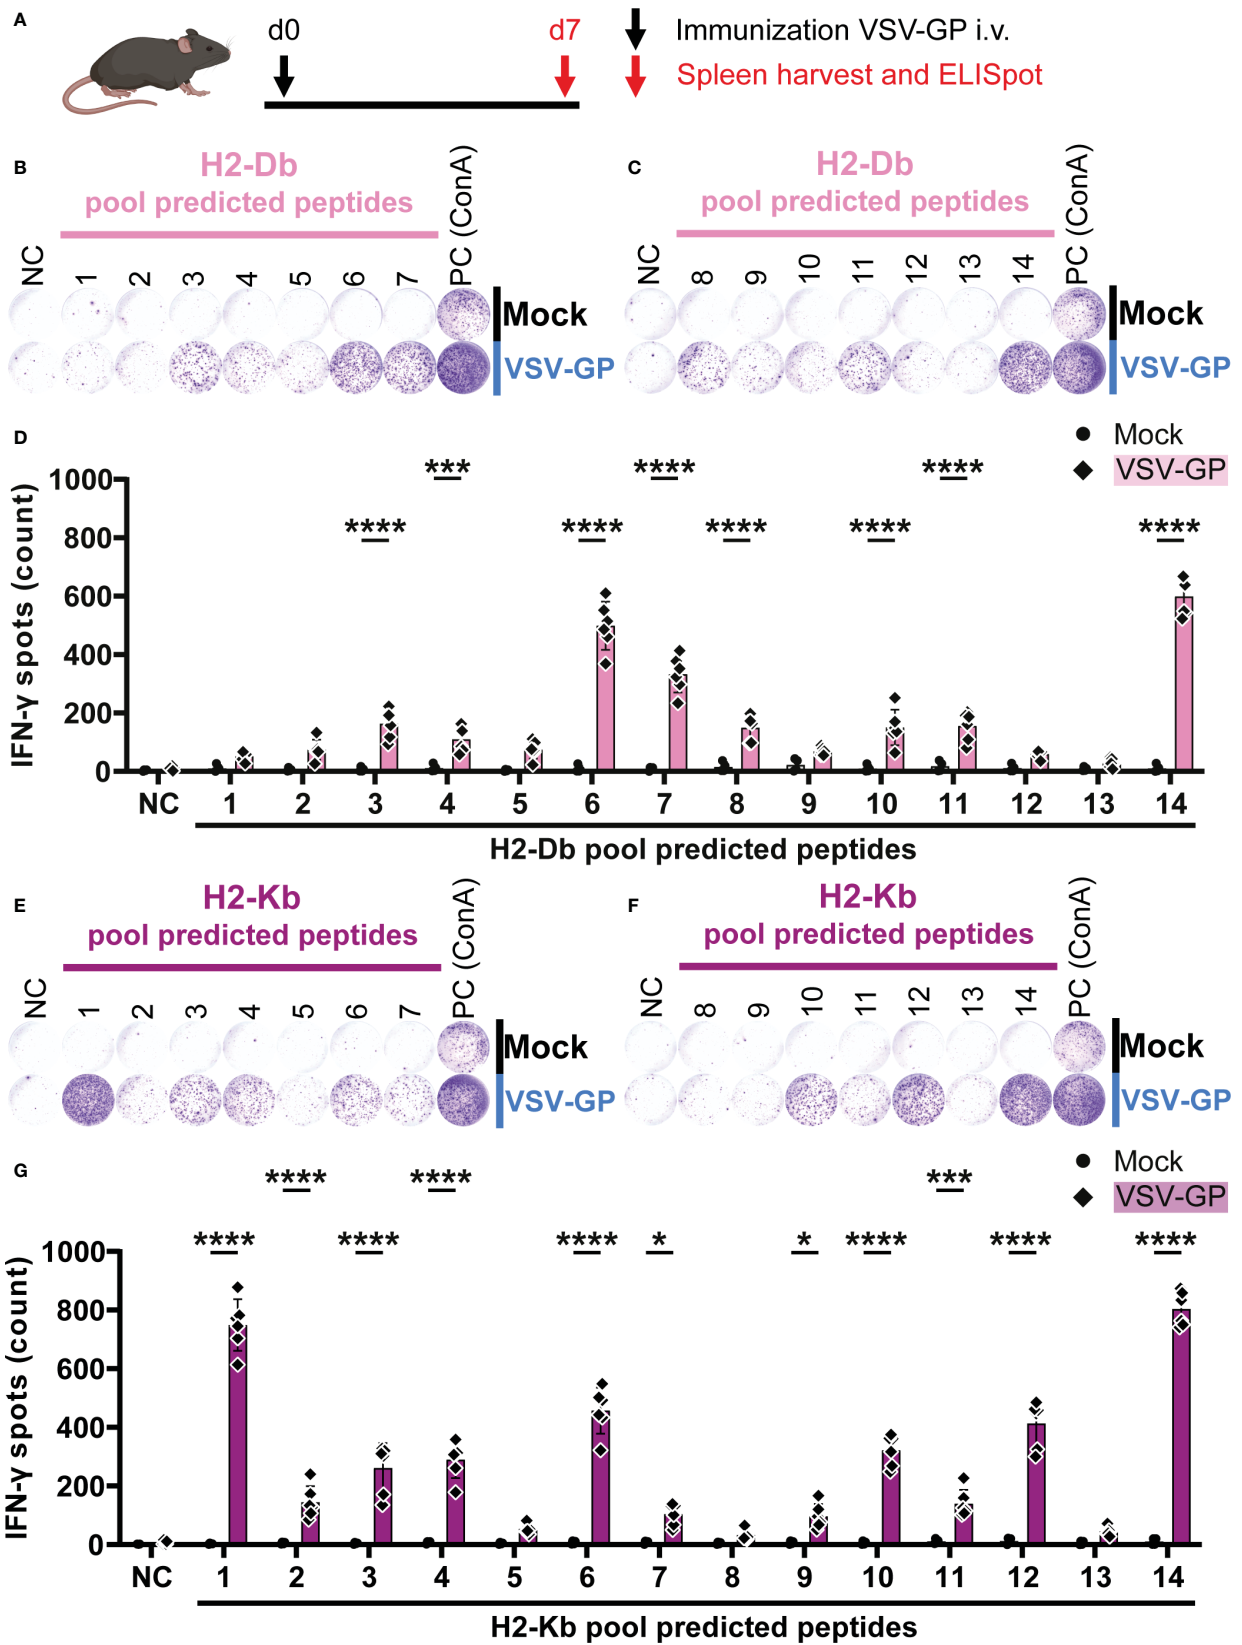 A
d0
d7
Immunization VSV-GP i.v.
Spleen harvest and ELISpot
B
H2-Db
pool predicted peptides
NC
1
2
3
4
5
6
7
PC (ConA)
Mock
VSV-GP
C
H2-Db
pool predicted peptides
NC
8
9
10
11
12
13
14
PC (ConA)
Mock
VSV-GP
D
Mock
VSV-GP
IFN-γ spots (count)
1000
800
600
400
200
0
***
****
****
****
****
****
****
****
NC 1 2 3 4 5 6 7 8 9 10 11 12 13 14
H2-Db pool predicted peptides
E
H2-Kb
pool predicted peptides
NC
1
2
3
4
5
6
7
PC (ConA)
Mock
VSV-GP
F
H2-Kb
pool predicted peptides
NC
8
9
10
11
12
13
14
PC (ConA)
Mock
VSV-GP
G
Mock
VSV-GP
IFN-γ spots (count)
1000
800
600
400
200
0
****
****
***
****
****
****
*
*
****
****
****
NC 1 2 3 4 5 6 7 8 9 10 11 12 13 14
H2-Kb pool predicted peptides